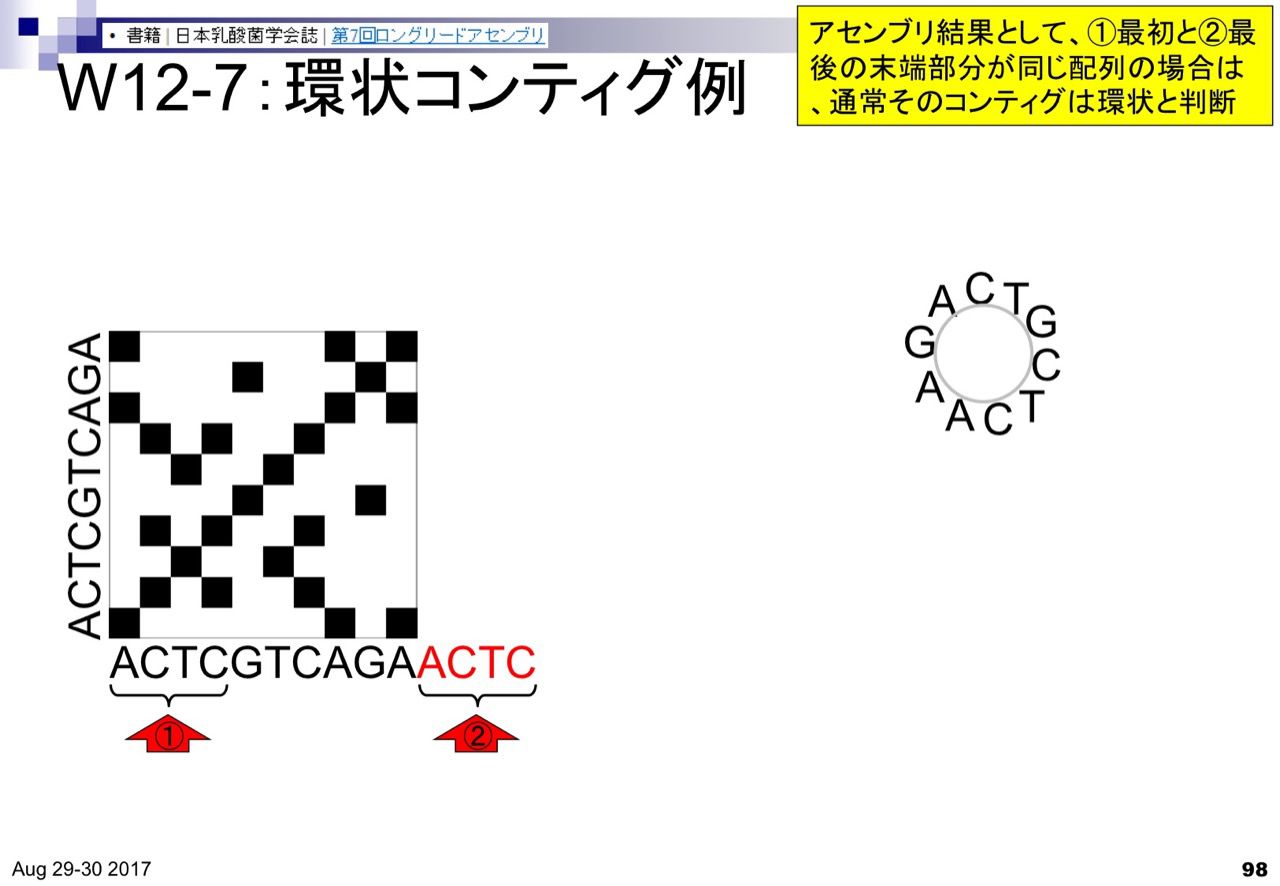 • 書籍 | 日本乳酸菌学会誌 | 第7回ロングリードアセンブリ
W12-7：環状コンティグ例
アセンブリ結果として、①最初と②最
後の末端部分が同じ配列の場合は
、通常そのコンティグは環状と判断
ACTCGTCAGA
ACTCGTCAGAACTC
①
②
ACTGCTCAAG
Aug 29-30 2017
98